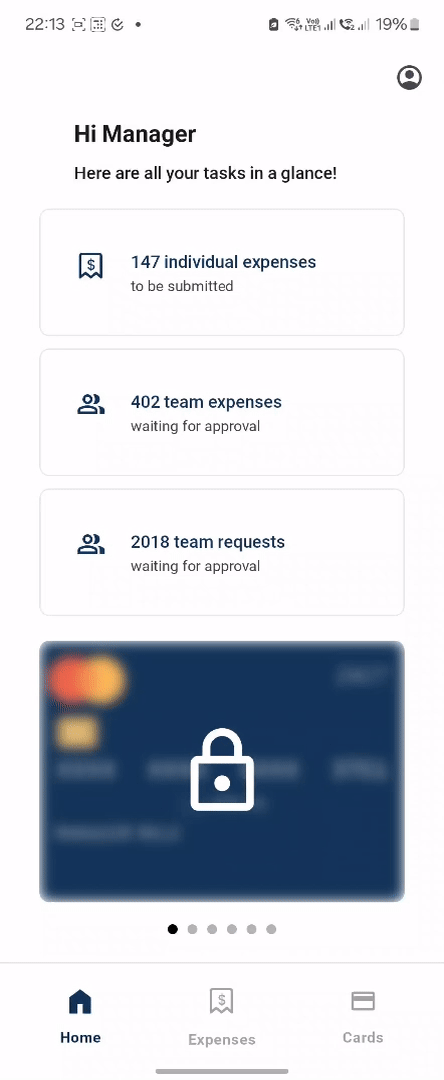 22:13
19%
Hi Manager
Here are all your tasks in a glance!
147 individual expenses
to be submitted
402 team expenses
waiting for approval
2018 team requests
waiting for approval
Home
Expenses
Cards